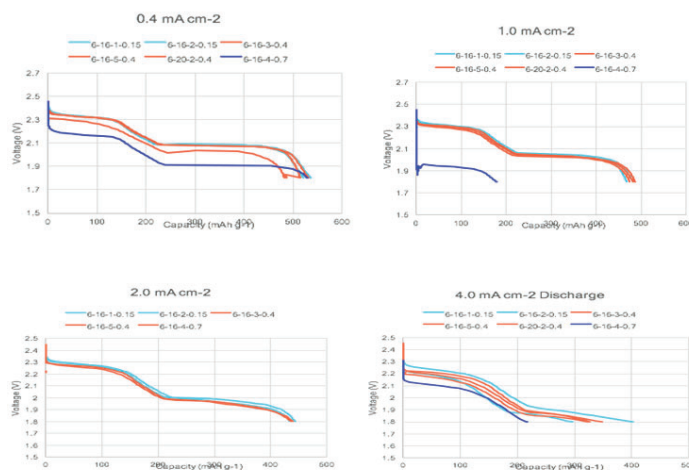 0.4 mA cm-2
6-16-1-0.15 6-16-2-0.15 6-16-3-0.4
6-16-5-0.4 6-20-2-0.4 6-16-4-0.7
2.7
2.5
2.3
2.1
1.9
1.7
1.5
Voltage (V)
0 100 200 300 400 500 600
Capacity (mAh g-1)
1.0 mA cm-2
6-16-1-0.15 6-16-2-0.15 6-16-3-0.4
6-16-5-0.4 6-20-2-0.4 6-16-4-0.7
2.7
2.5
2.3
2.1
1.9
1.7
1.5
Voltage (V)
0 100 200 300 400 500 600
Capacity (mAh g-1)
2.0 mA cm-2
6-16-1-0.15 6-16-2-0.15 6-16-3-0.4
6-16-5-0.4 6-16-4-0.7
2.5
2.4
2.3
2.2
2.1
2
1.9
1.8
1.7
1.6
1.5
Voltage (V)
0 100 200 300 400 500
Capacity (mAh g-1)
4.0 mA cm-2 Discharge
6-16-1-0.15 6-16-2-0.15 6-16-3-0.4
6-16-5-0.4 6-20-2-0.4 6-16-4-0.7
2.5
2.4
2.3
2.2
2.1
2
1.9
1.8
1.7
1.6
1.5
Voltage (V)
0 100 200 300 400 500
Capacity (mAh g-1)